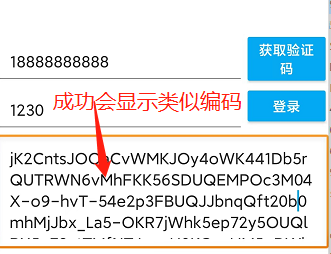 18888888888
获取验证码
1230
成功会显示类似编码
登录
jK2CntsJOQ CvWMKJOy4oWK441Db5r
QUTRWN6vMhFKK56SDUQEMPOc3M04
X-o9-hvT-54e2p3FBUQJJbnqQft20b0
mhMjJbx_La5-OKR7jWhk5ep72y5OUQl